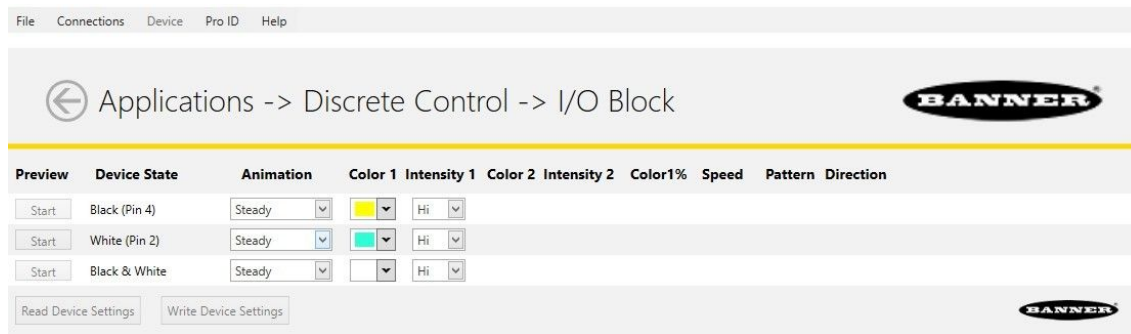 File Connections Device Pro ID Help
Applications -> Discrete Control -> I/O Block
BANNER
Preview Device State Animation Color 1 Intensity 1 Color 2 Intensity 2 Color1% Speed Pattern Direction
Start Black (Pin 4) Steady Hi
Start White (Pin 2) Steady Hi
Start Black & White Steady Hi
Read Device Settings Write Device Settings BANNER